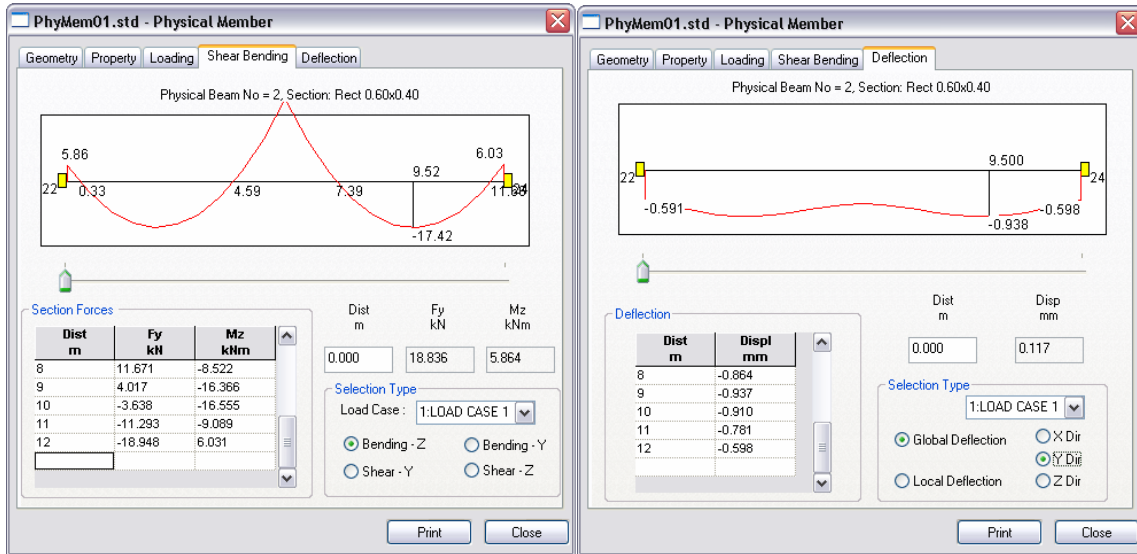 PhyMem01.std - Physical Member
Geometry Property Loading Shear Bending Deflection
Physical Beam No = 2, Section: Rect 0.60x0.40
5.86 6.03
9.52
22 0.33 4.59 7.39 24
-17.42
Section Forces
Dist m Fy kN Mz kNm
8 11.671 -8.522
9 4.017 -16.366
10 -3.638 -16.555
11 -11.293 -9.089
12 -18.948 6.031
Dist m Fy kN Mz kNm
0.000 18.836 5.864
Selection Type
Load Case : 1:LOAD CASE 1
Bending - Z Bending - Y
Shear - Y Shear - Z
Print Close
PhyMem01.std - Physical Member
Geometry Property Loading Shear Bending Deflection
Physical Beam No = 2, Section: Rect 0.60x0.40
9.500
22 24
-0.591 -0.598
-0.938
Deflection
Dist m Displ mm
8 -0.864
9 -0.937
10 -0.910
11 -0.781
12 -0.598
Dist m Disp mm
0.000 0.117
Selection Type
1:LOAD CASE 1
Global Deflection X Dir
Y Dir
Local Deflection Z Dir
Print Close